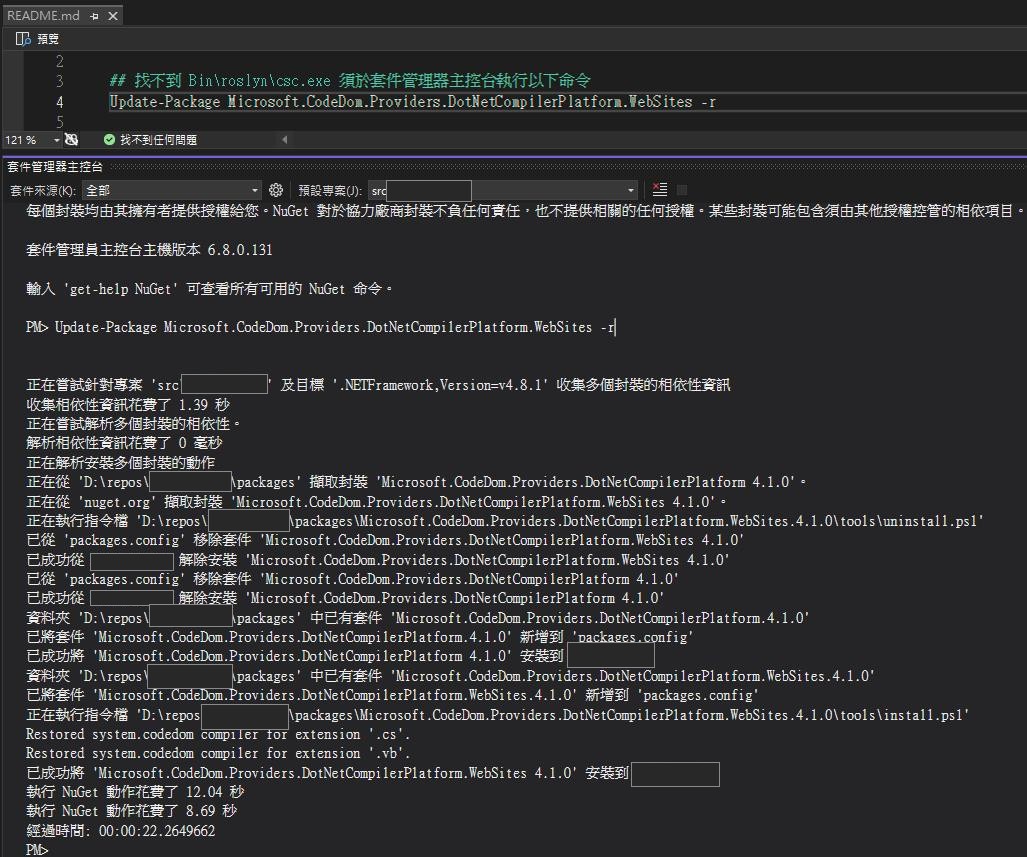 README.md
預覽
2
3 ## 找不到 Bin\roslyn\csc.exe 須於套件管理器主控台執行以下命令
4 Update-Package Microsoft.CodeDom.Providers.DotNetCompilerPlatform.WebSites -r
5
121 % 找不到任何問題
套件管理器主控台
套件來源(K): 全部 預設專案(J): src
每個封裝均由其擁有者提供授權給您。NuGet 對於協力廠商封裝不負任何責任，也不提供相關的任何授權。某些封裝可能包含須由其他授權控管的相依項目。
套件管理員主控台主機版本 6.8.0.131
輸入 'get-help NuGet' 可查看所有可用的 NuGet 命令。
PM> Update-Package Microsoft.CodeDom.Providers.DotNetCompilerPlatform.WebSites -r
正在嘗試針對專案 'src ' 及目標 '.NETFramework,Version=v4.8.1' 收集多個封裝的相依性資訊
收集相依性資訊花費了 1.39 秒
正在嘗試解析多個封裝的相依性。
解析相依性資訊花費了 0 毫秒
正在解析安裝多個封裝的動作
正在從 'D:\repos\ \packages' 擷取封裝 'Microsoft.CodeDom.Providers.DotNetCompilerPlatform 4.1.0'。
正在從 'nuget.org' 擷取封裝 'Microsoft.CodeDom.Providers.DotNetCompilerPlatform.WebSites 4.1.0'。
正在執行指令檔 'D:\repos\ \packages\Microsoft.CodeDom.Providers.DotNetCompilerPlatform.WebSites.4.1.0\tools\uninstall.ps1'
已從 'packages.config' 移除套件 'Microsoft.CodeDom.Providers.DotNetCompilerPlatform.WebSites 4.1.0'
已成功從 解除安裝 'Microsoft.CodeDom.Providers.DotNetCompilerPlatform.WebSites 4.1.0'
已從 'packages.config' 移除套件 'Microsoft.CodeDom.Providers.DotNetCompilerPlatform 4.1.0'
已成功從 解除安裝 'Microsoft.CodeDom.Providers.DotNetCompilerPlatform 4.1.0'
資料夾 'D:\repos\ \packages' 中已有套件 'Microsoft.CodeDom.Providers.DotNetCompilerPlatform.4.1.0'
已將套件 'Microsoft.CodeDom.Providers.DotNetCompilerPlatform.4.1.0' 新增到 'packages.config'
已成功將 'Microsoft.CodeDom.Providers.DotNetCompilerPlatform 4.1.0' 安裝到
資料夾 'D:\repos\ \packages' 中已有套件 'Microsoft.CodeDom.Providers.DotNetCompilerPlatform.WebSites.4.1.0'
已將套件 'Microsoft.CodeDom.Providers.DotNetCompilerPlatform.WebSites.4.1.0' 新增到 'packages.config'
正在執行指令檔 'D:\repos \packages\Microsoft.CodeDom.Providers.DotNetCompilerPlatform.WebSites.4.1.0\tools\install.ps1'
Restored system.codedom compiler for extension '.cs'.
Restored system.codedom compiler for extension '.vb'.
已成功將 'Microsoft.CodeDom.Providers.DotNetCompilerPlatform.WebSites 4.1.0' 安裝到
執行 NuGet 動作花費了 12.04 秒
執行 NuGet 動作花費了 8.69 秒
經過時間: 00:00:22.2649662
PM>